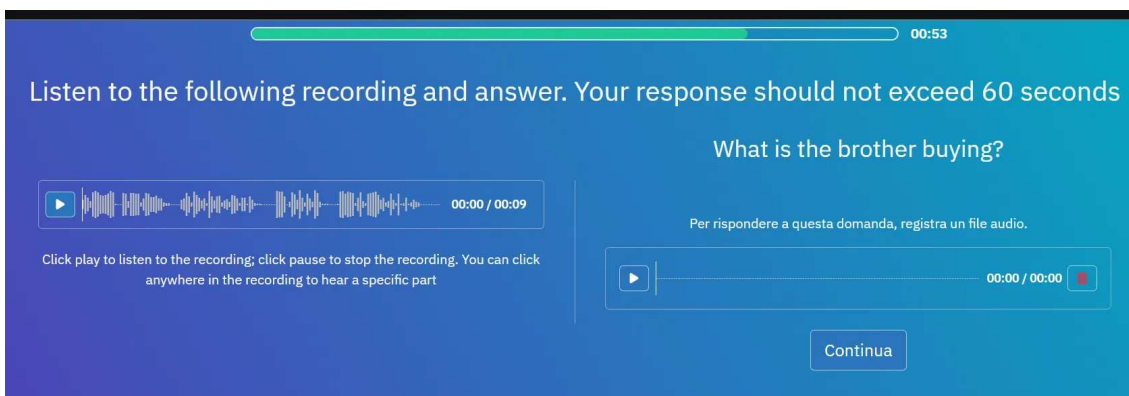 00:53
Listen to the following recording and answer. Your response should not exceed 60 seconds
00:00 / 00:09
Click play to listen to the recording; click pause to stop the recording. You can click
anywhere in the recording to hear a specific part
What is the brother buying?
Per rispondere a questa domanda, registra un file audio.
00:00 / 00:00
Continua